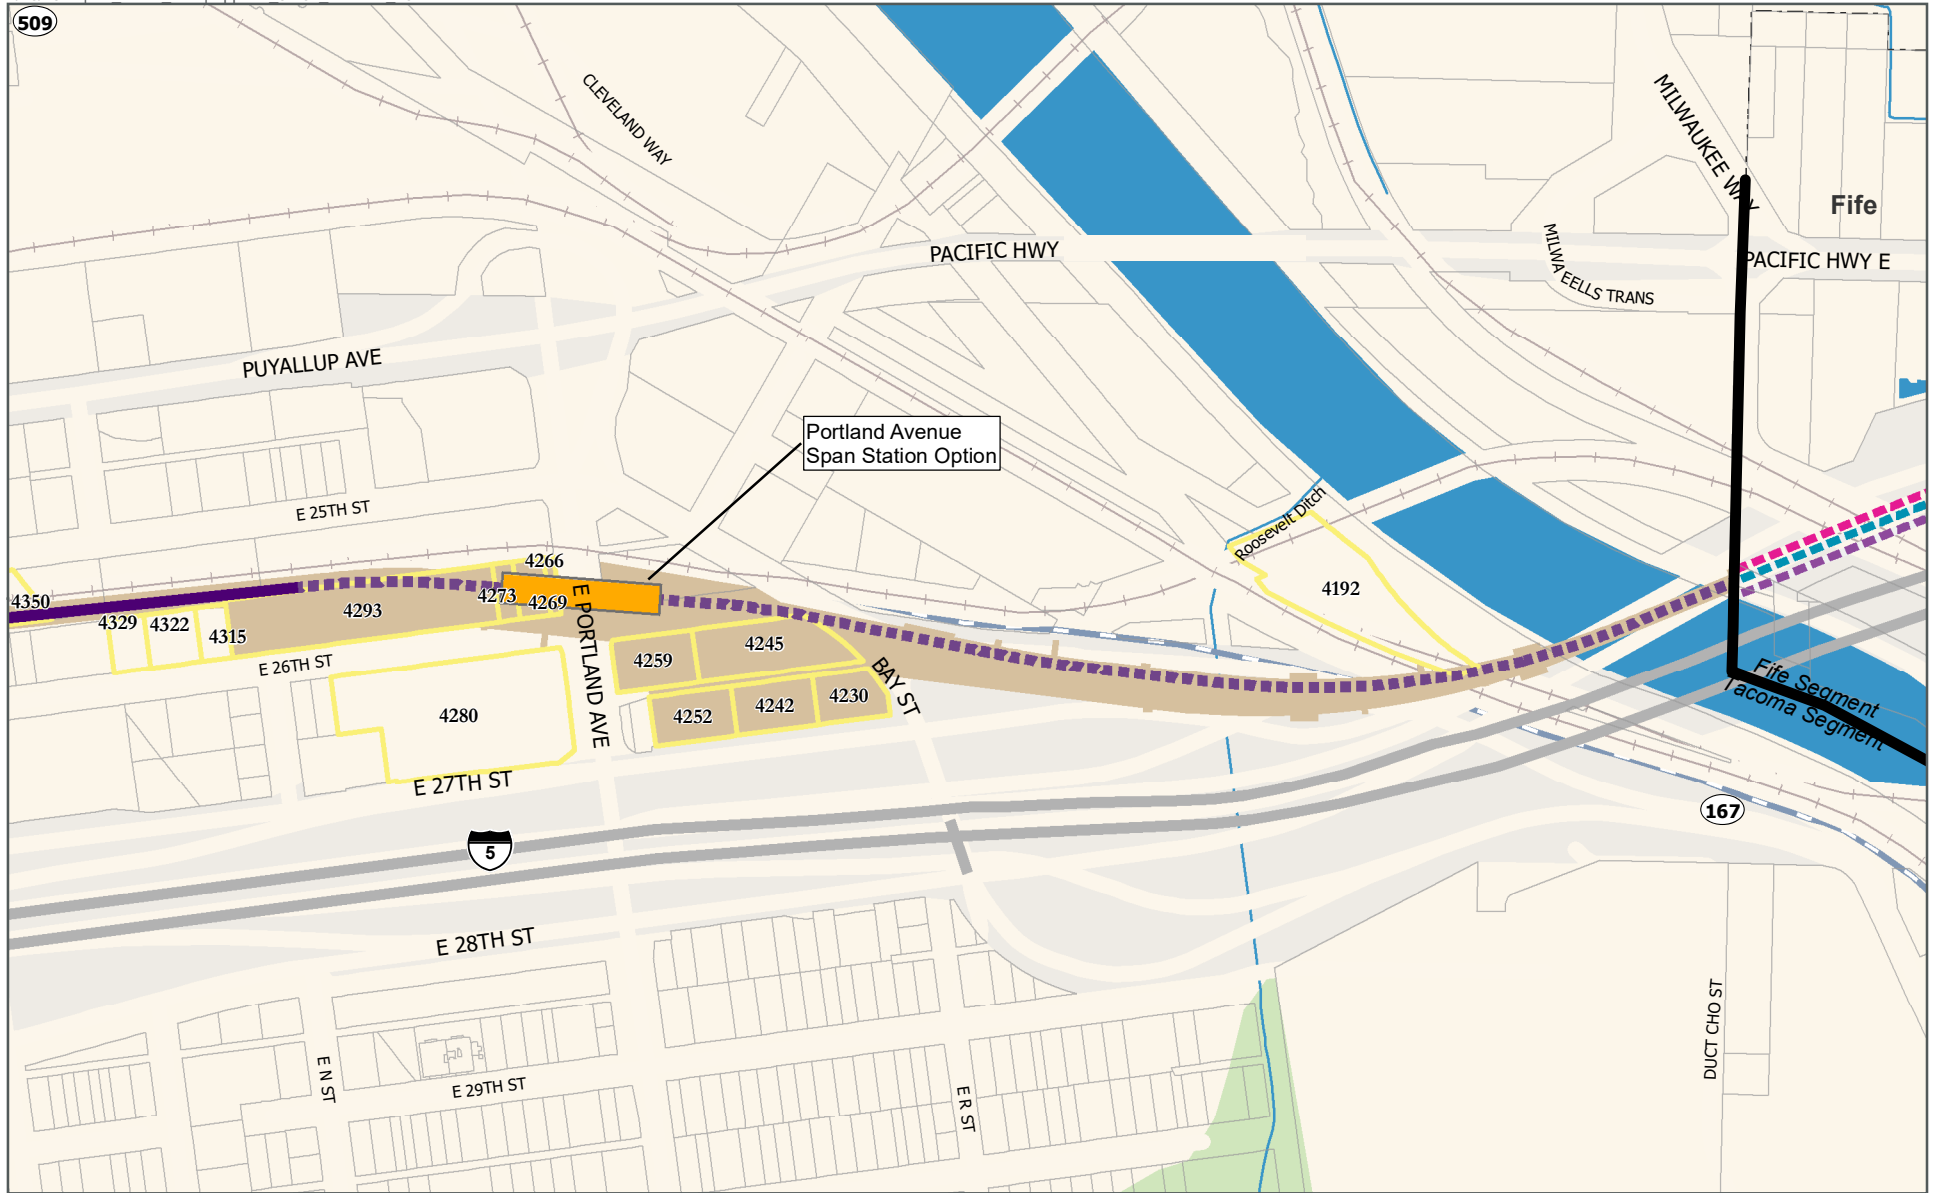 509
CLEVELAND WAY
MILWAUKEE WAY
Fife
PACIFIC HWY
PACIFIC HWY E
MILWA EELLS TRANS
PUYALLUP AVE
Portland Avenue
Span Station Option
E 25TH ST
Roosevelt Ditch
4266
4350
4273
4269
4192
4293
4329
4322
4315
E PORTLAND AVE
E 26TH ST
4259
4245
BAY ST
4280
4252
4242
4230
Fife Segment
Tacoma Segment
E 27TH ST
167
5
E 28TH ST
DUCT CHO ST
E N ST
E 29TH ST
E R ST